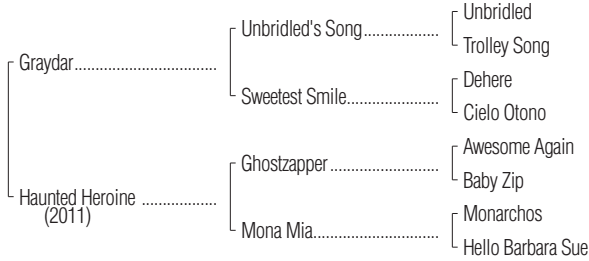 Unbridled
Unbridled's Song..................
Trolley Song
Graydar..................................
Dehere
Sweetest Smile......................
Cielo Otono
Awesome Again
Ghostzapper..........................
Baby Zip
Haunted Heroine ..................
(2011)
Monarchos
Mona Mia..............................
Hello Barbara Sue